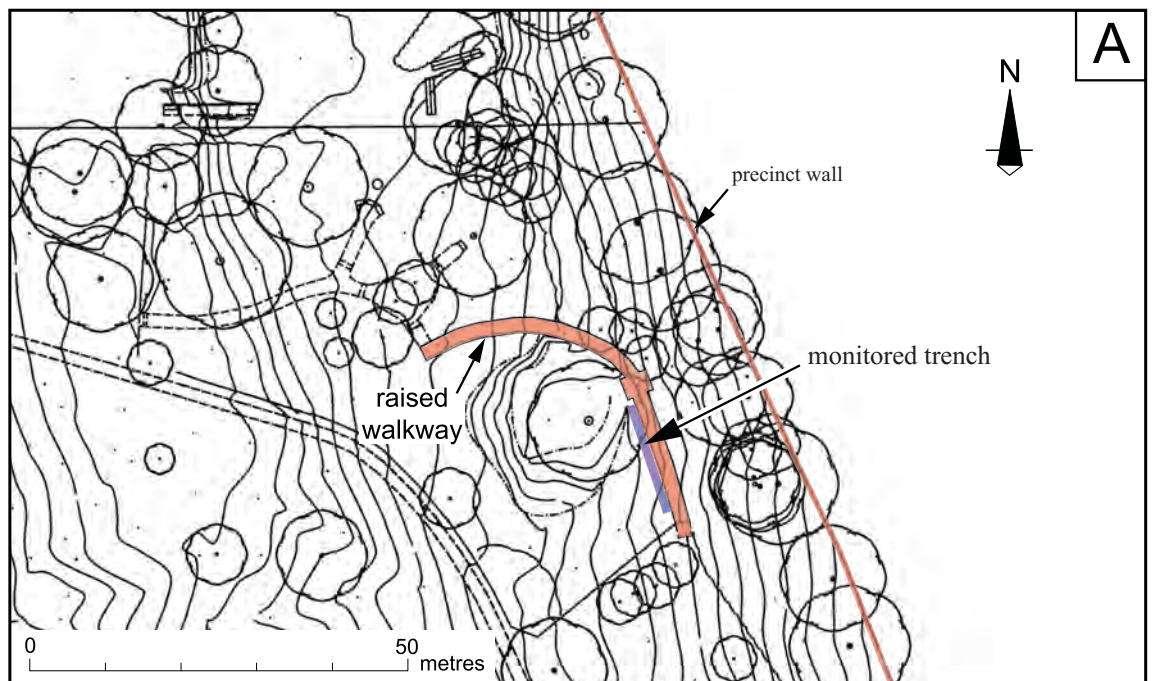 A
N
precinct wall
monitored trench
raised
walkway
0 50
metres